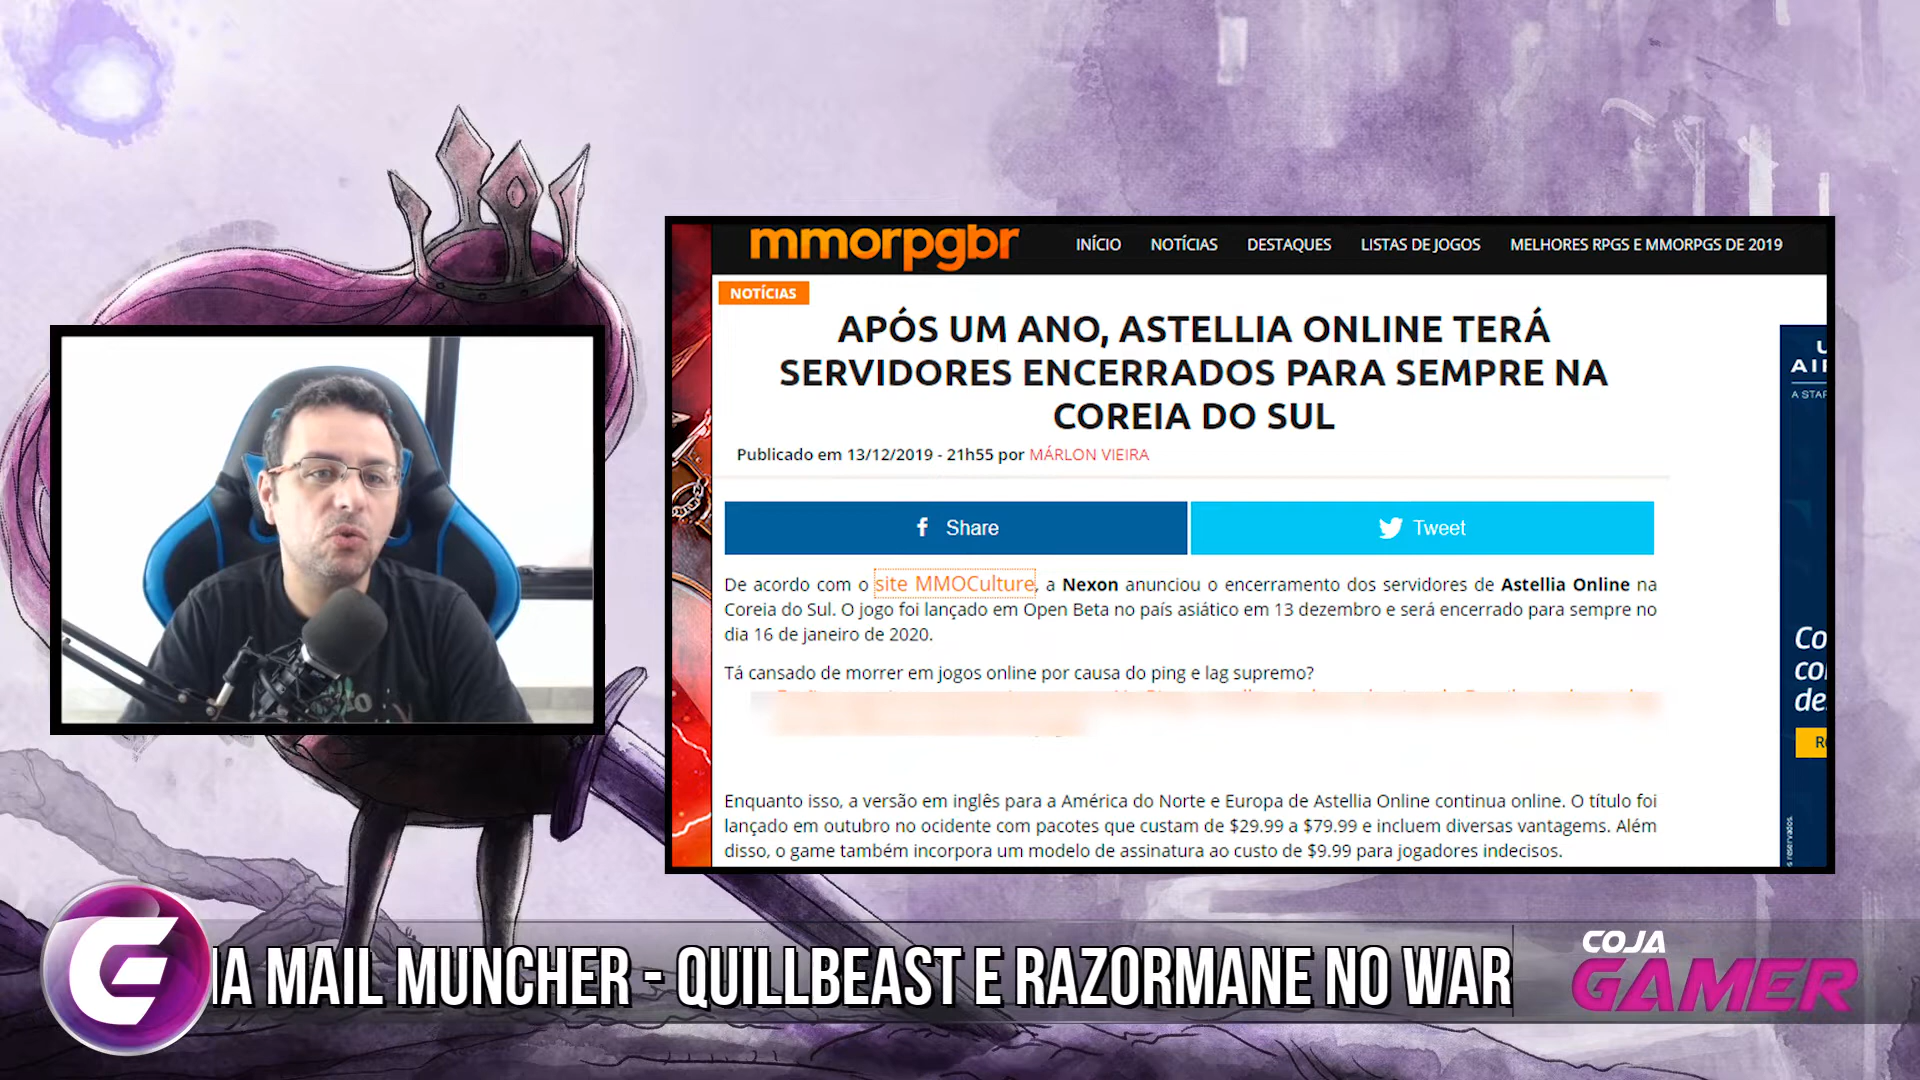 mmorpgbr
INÍCIO NOTÍCIAS DESTAQUES LISTAS DE JOGOS MELHORES RPGS E MMORPGS DE 2019
NOTÍCIAS
APÓS UM ANO, ASTELLIA ONLINE TERÁ
SERVIDORES ENCERRADOS PARA SEMPRE NA
COREIA DO SUL
Publicado em 13/12/2019 - 21h55 por MÁRLON VIEIRA
Share
Tweet
De acordo com o site MMOCulture, a Nexon anunciou o encerramento dos servidores de Astellia Online na
Coreia do Sul. O jogo foi lançado em Open Beta no país asiático em 13 dezembro e será encerrado para sempre no
dia 16 de janeiro de 2020.
Tá cansado de morrer em jogos online por causa do ping e lag supremo?
Enquanto isso, a versão em inglês para a América do Norte e Europa de Astellia Online continua online. O título foi
lançado em outubro no ocidente com pacotes que custam de $29.99 a $79.99 e incluem diversas vantagens. Além
disso, o game também incorpora um modelo de assinatura ao custo de $9.99 para jogadores indecisos.
MAIL MUNCHER - QUILLBEAST E RAZORMANE NO WAR
COJA
GAMER